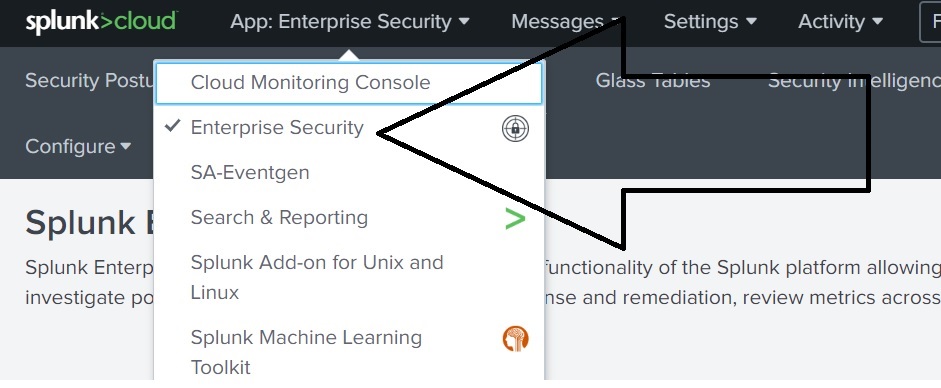 splunk>cloud App: Enterprise Security Messages Settings Activity F
Security Postu Glass Tables Security Intelligenc
Configure
Cloud Monitoring Console
Enterprise Security
SA-Eventgen
Search & Reporting
Splunk Add-on for Unix and
Linux
Splunk Machine Learning
Toolkit
Splunk E
Splunk Enterp functionality of the Splunk platform allowing
investigate po nse and remediation, review metrics across